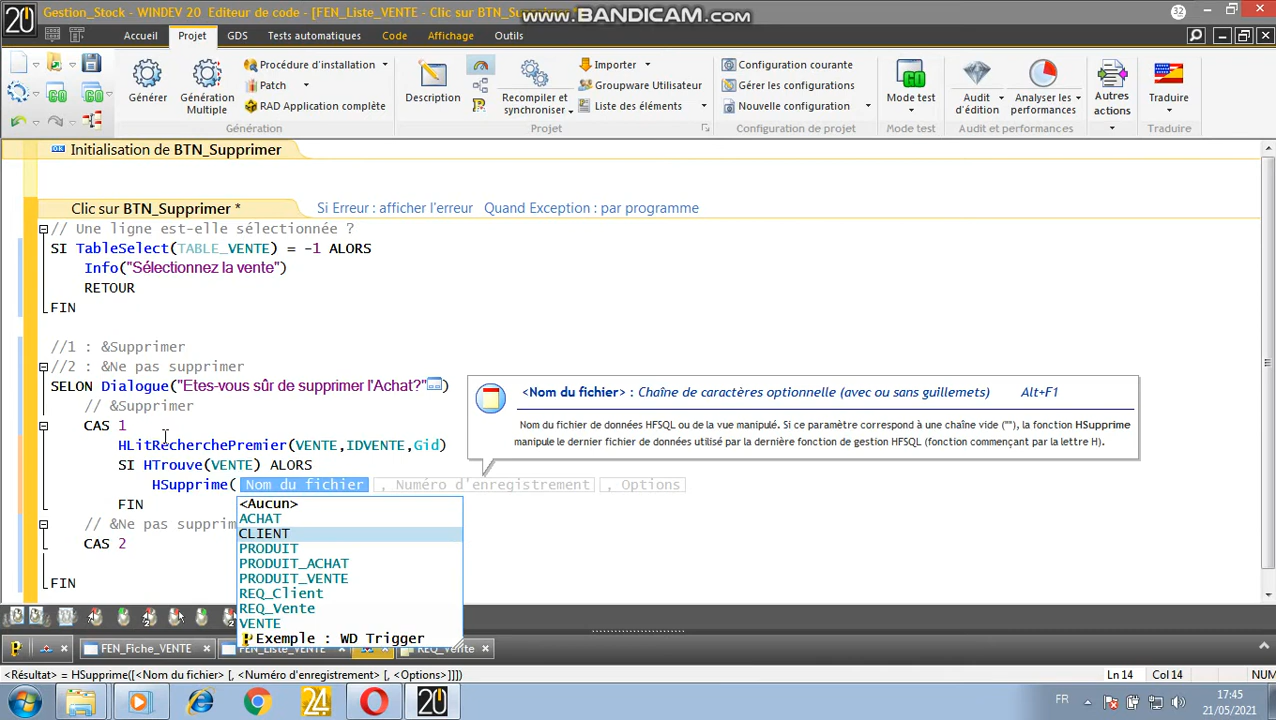 Gestion_Stock - WINDEV 20 Editeur de code - [FEN_Liste_VENTE - Clic sur BTN_Supprimer
www.BANDICAM.com
32
20
Accueil Projet GDS Tests automatiques Code Affichage Outils
Procédure d'installation
Patch
RAD Application complète
Générer
Génération Multiple
Génération
Description
Recompiler et synchroniser
Importer
Groupware Utilisateur
Liste des éléments
Projet
Configuration courante
Gérer les configurations
Nouvelle configuration
Configuration de projet
GO
Mode test
Mode test
Audit d'édition
Analyser les performances
Audit et performances
Autres actions
Traduire
Traduire
Initialisation de BTN_Supprimer
Clic sur BTN_Supprimer * Si Erreur : afficher l'erreur Quand Exception : par programme
// Une ligne est-elle sélectionnée ?
SI TableSelect(TABLE_VENTE) = -1 ALORS
Info("Sélectionnez la vente")
RETOUR
FIN
//1 : &Supprimer
//2 : &Ne pas supprimer
SELON Dialogue("Etes-vous sûr de supprimer l'Achat?")
// &Supprimer
CAS 1
HLitRecherchePremier(VENTE,IDVENTE,Gid)
SI HTrouve(VENTE) ALORS
HSupprime( Nom du fichier , Numéro d'enregistrement , Options
FIN
// &Ne pas supprim
CAS 2
FIN
<Nom du fichier> : Chaîne de caractères optionnelle (avec ou sans guillemets) Alt+F1
Nom du fichier de données HFSQL ou de la vue manipulé. Si ce paramètre correspond à une chaîne vide (""), la fonction HSupprime
manipule le dernier fichier de données utilisé par la dernière fonction de gestion HFSQL (fonction commençant par la lettre H).
<Aucun>
ACHAT
CLIENT
PRODUIT
PRODUIT_ACHAT
PRODUIT_VENTE
REQ_Client
REQ_Vente
VENTE
Exemple : WD Trigger
FEN_Fiche_VENTE FEN_Liste_VENTE REQ_Vente
<Résultat> = HSupprime([<Nom du fichier> [, <Numéro d'enregistrement> [, <Options>]]]) Ln 14 Col 14 NUM
24 20 FR 17:45
21/05/2021